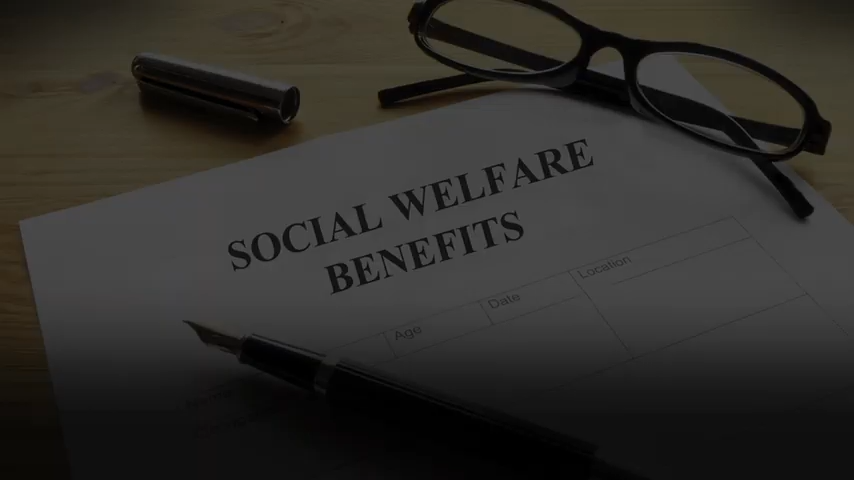 SOCIAL WELFARE
BENEFITS
Age
Date
Location